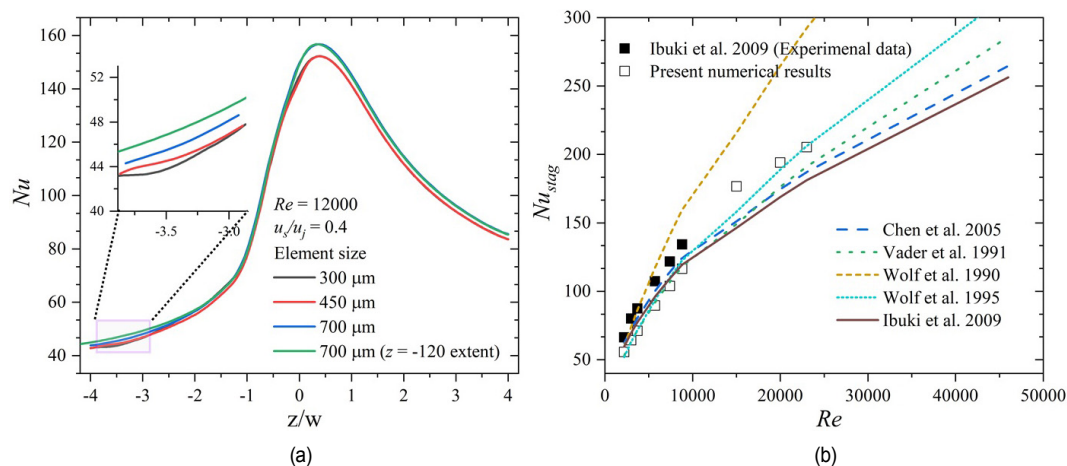 (a)
Nu
160
140
120
100
80
60
40
-4
-3
-2
-1
0
1
2
3
4
z/w
52
48
44
40
-3.5
-3.0
Re = 12000
us/uj = 0.4
Element size
300 μm
450 μm
700 μm
700 μm (z = -120 extent)
(a)
(b)
Nustag
300
250
200
150
100
50
0
10000
20000
30000
40000
50000
Re
Ibuki et al. 2009 (Experimenal data)
Present numerical results
Chen et al. 2005
Vader et al. 1991
Wolf et al. 1990
Wolf et al. 1995
Ibuki et al. 2009
(b)